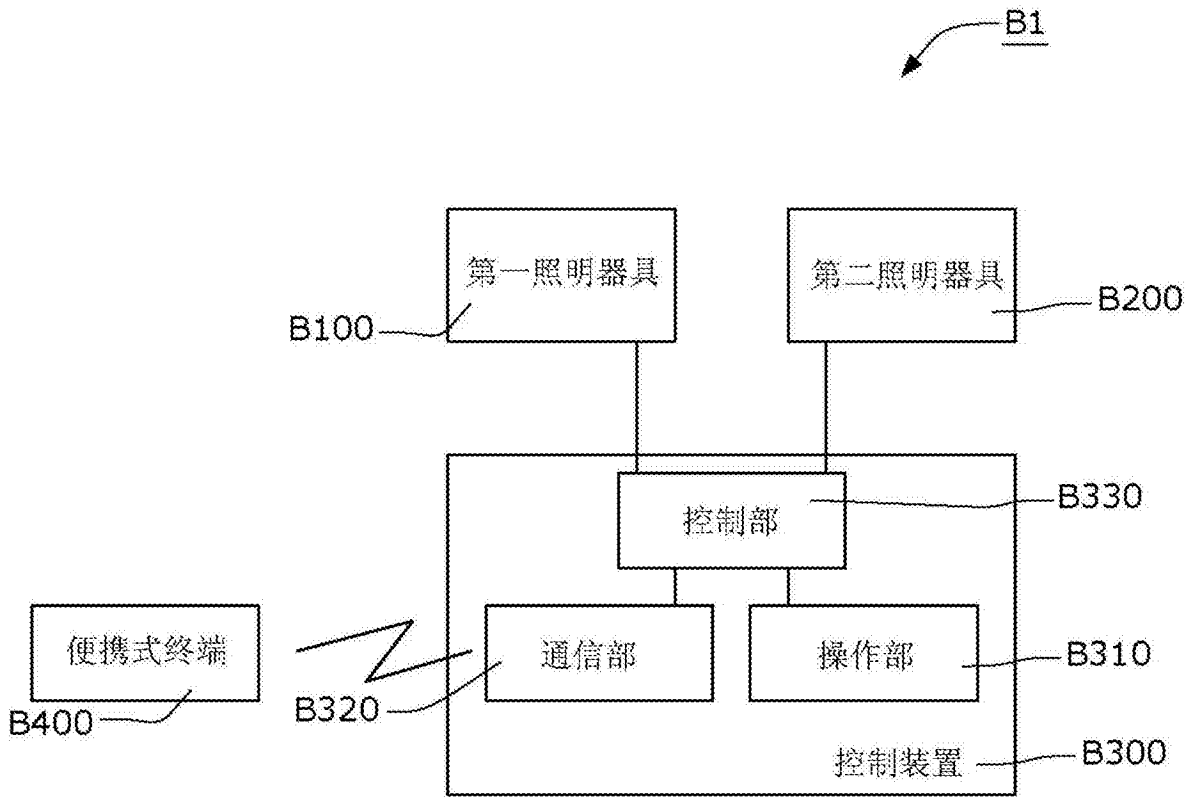 B1
第一照明器具
第二照明器具
B100
B200
控制部
B330
便携式终端
通信部
操作部
B310
B400
B320
控制装置
B300